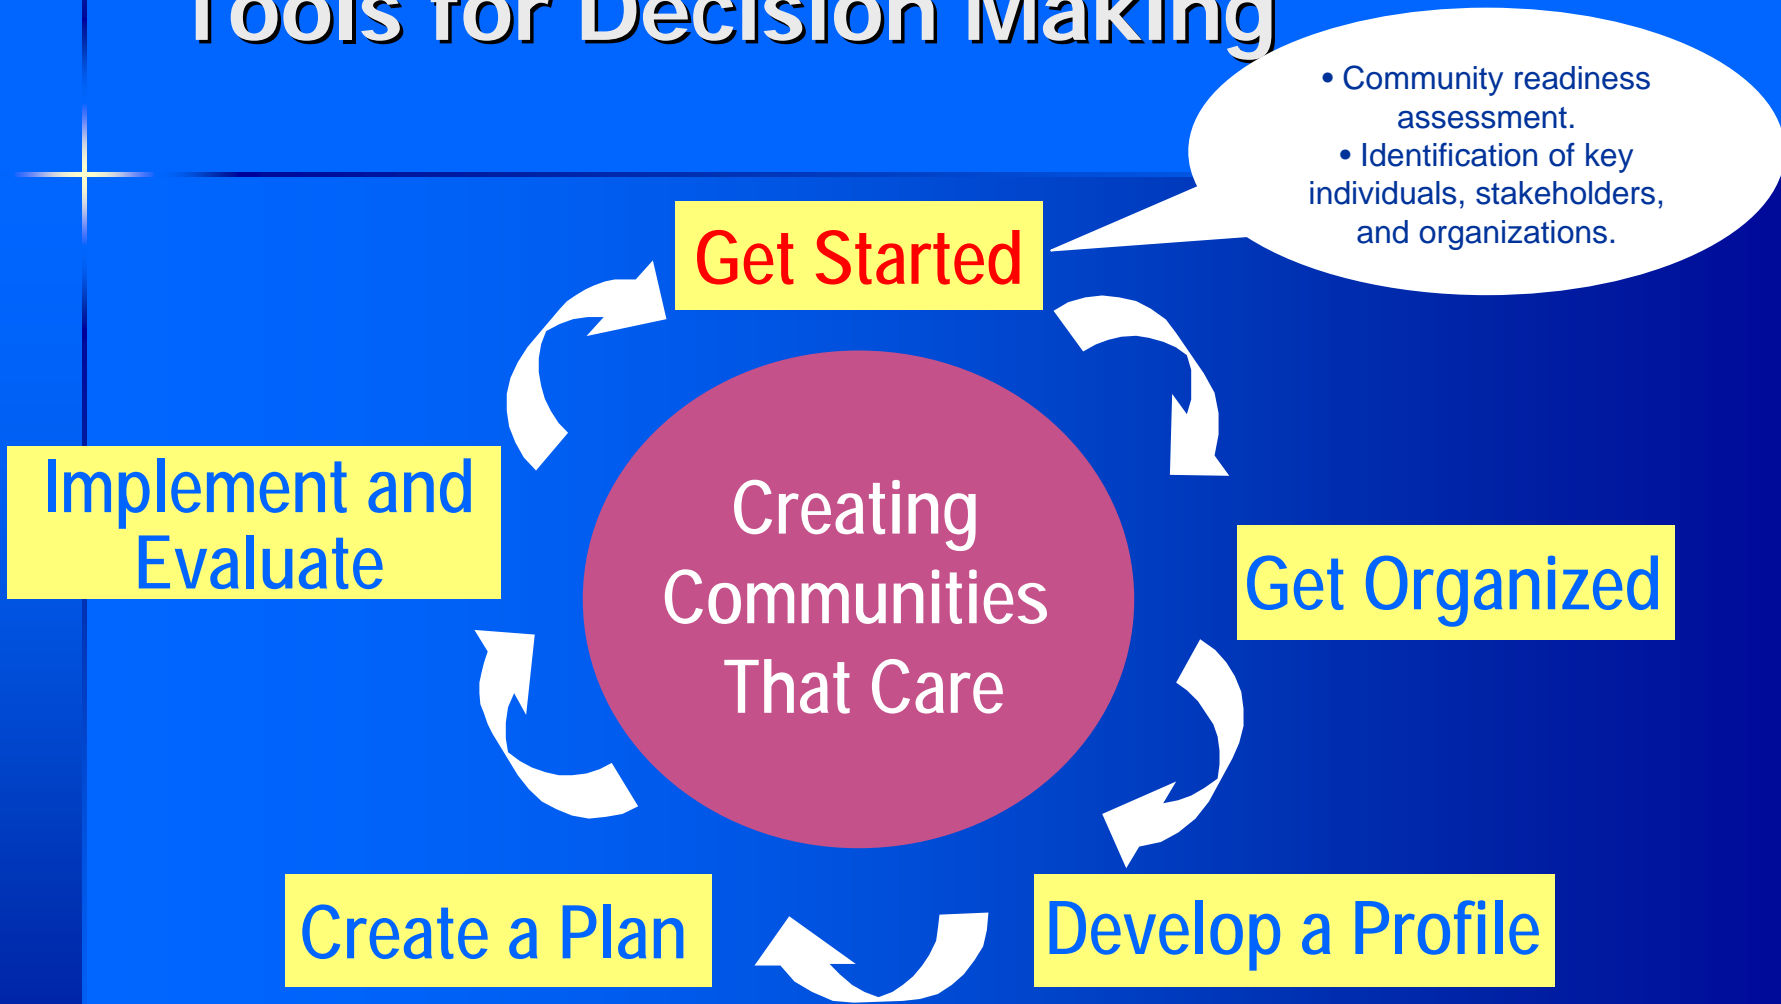 Tools for Decision Making
• Community readiness
assessment.
• Identification of key
individuals, stakeholders,
and organizations.
Get Started
Implement and
Evaluate
Creating
Communities
That Care
Get Organized
Create a Plan
Develop a Profile